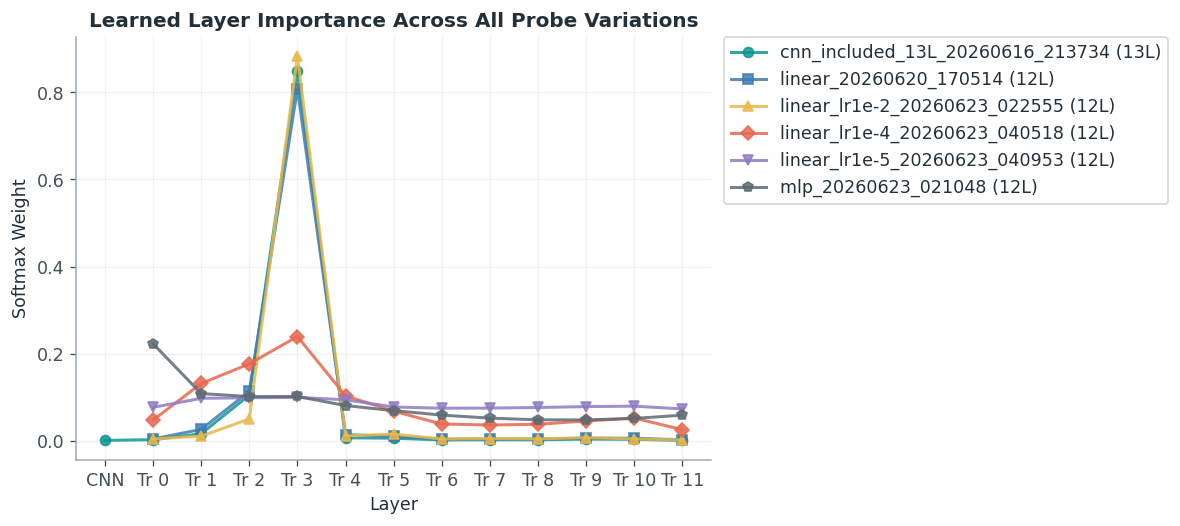 Learned Layer Importance Across All Probe Variations
cnn_included_13L_20260616_213734 (13L)
linear_20260620_170514 (12L)
linear_lr1e-2_20260623_022555 (12L)
linear_lr1e-4_20260623_040518 (12L)
linear_lr1e-5_20260623_040953 (12L)
mlp_20260623_021048 (12L)
Softmax Weight
0.8
0.6
0.4
0.2
0.0
CNN Tr 0 Tr 1 Tr 2 Tr 3 Tr 4 Tr 5 Tr 6 Tr 7 Tr 8 Tr 9 Tr 10 Tr 11
Layer